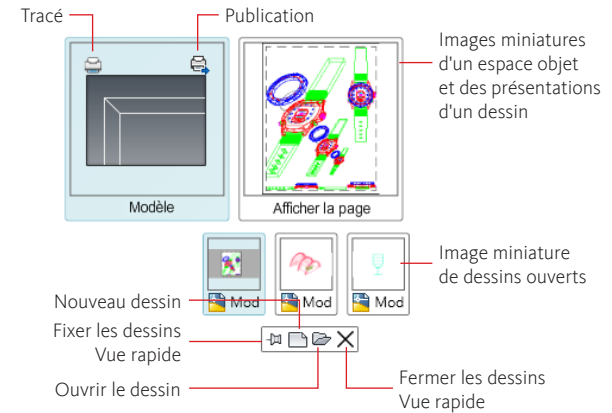 Tracé
Publication
Images miniatures
d'un espace objet
et des présentations
d'un dessin
Modèle
Afficher la page
Image miniature
de dessins ouverts
Mod
Mod
Mod
Nouveau dessin
Fixer les dessins
Vue rapide
Ouvrir le dessin
Fermer les dessins
Vue rapide